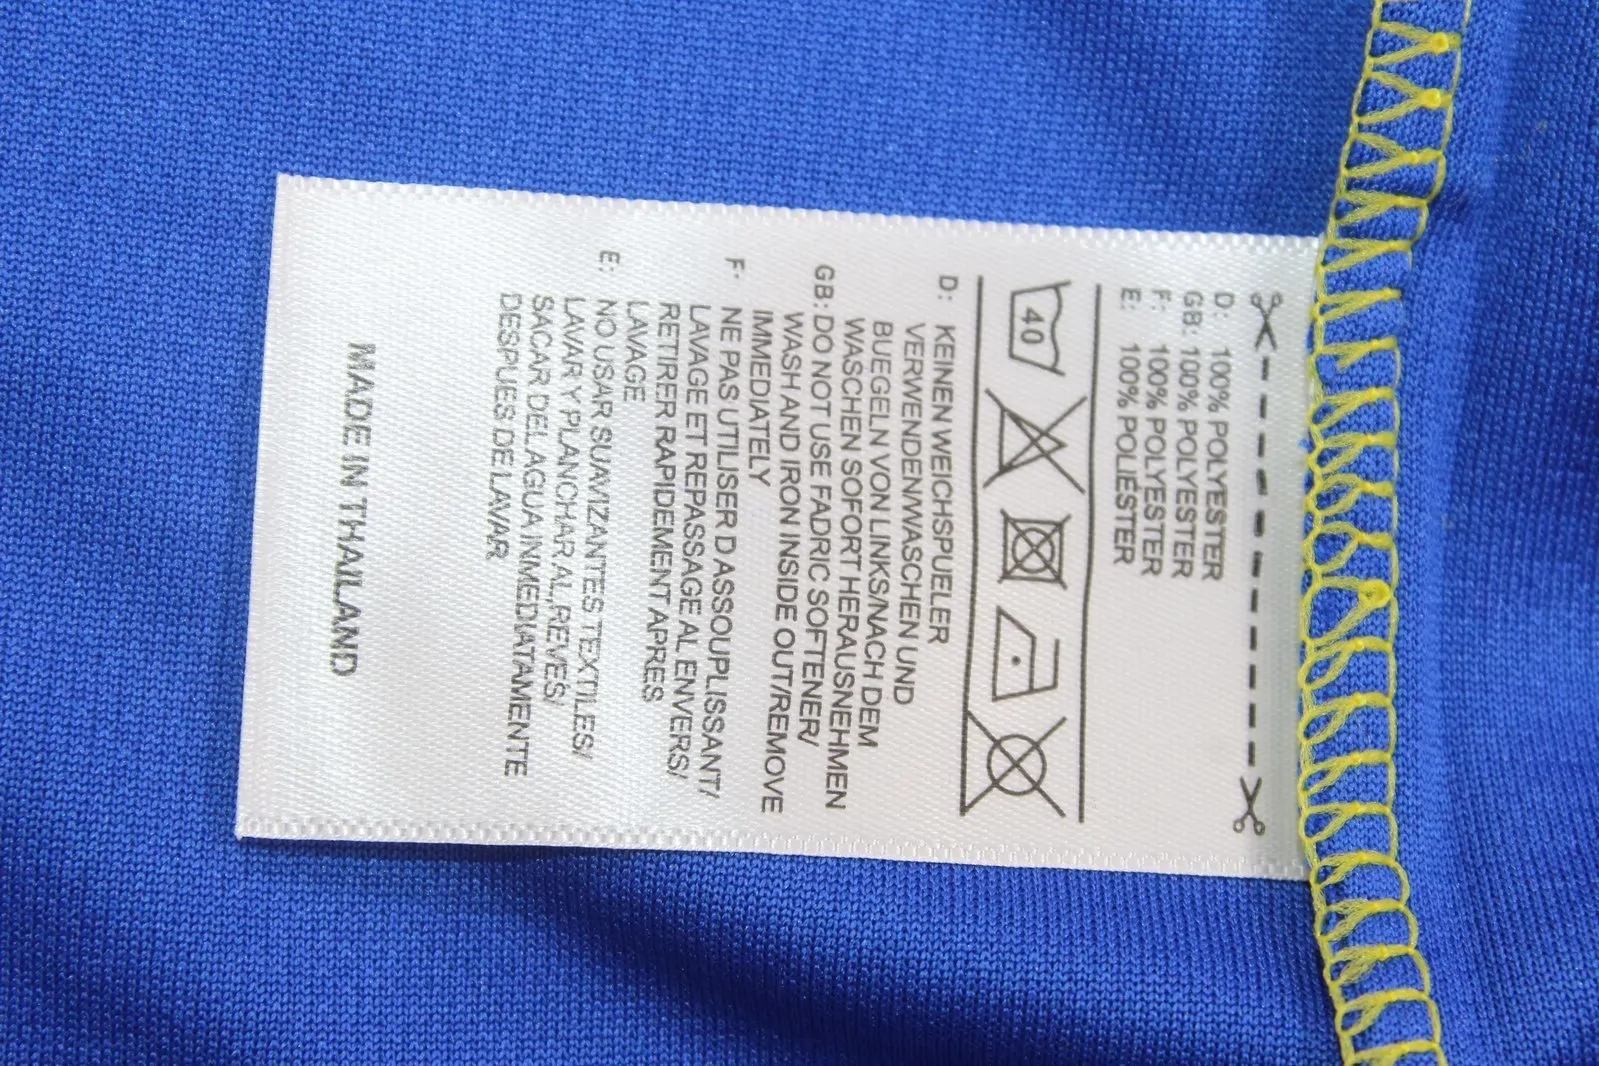 D: 100% POLYESTER
GB: 100% POLYESTER
F: 100% POLYESTER
E: 100% POLIÉSTER
40
D: KEINEN WEICHSPUELER
VERWENDENWASCHEN UND
BUEGELN VON LINKS/NACH DEM
WASCHEN SOFORT HERAUSNEHMEN
GB: DO NOT USE FADRIC SOFTENER/
WASH AND IRON INSIDE OUT/REMOVE
IMMEDIATELY
F: NE PAS UTILISER D ASSOUPLISSANT/
LAVAGE ET REPASSAGE AL ENVERS/
RETIRER RAPIDEMENT APRES
LAVAGE
E: NO USAR SUAVIZANTES TEXTILES/
LAVAR Y PLANCHAR AL,REVES/
SACAR DEL AGUA INMEDIATAMENTE
DESPUES DE LAVAR
MADE IN THAILAND